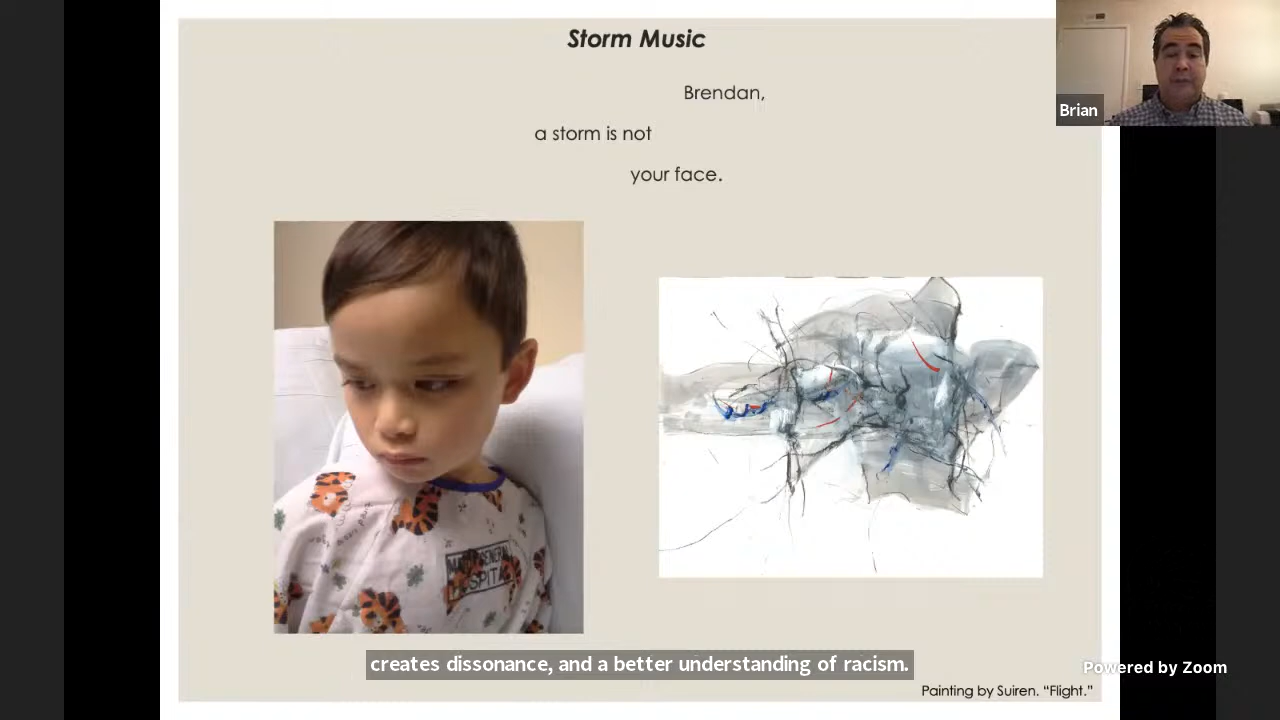 Storm Music
Brendan,
a storm is not
your face.
Brian
HOSPITAL
creates dissonance, and a better understanding of racism.
Powered by Zoom
Painting by Suiren. “Flight.”